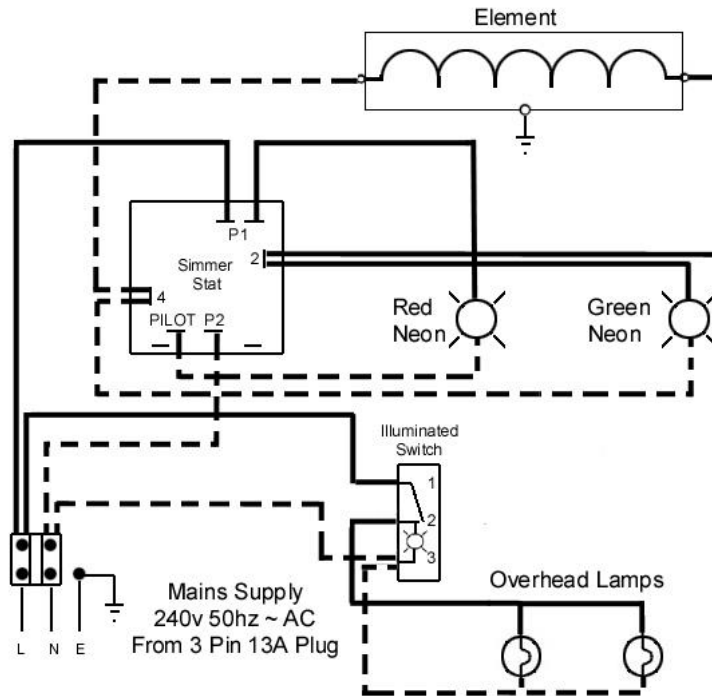 Element
P1
Simmer
Stat
2
4
PILOT P2
Red
Neon
Green
Neon
Illuminated
Switch
1
2
3
Mains Supply
240v 50hz ~ AC
From 3 Pin 13A Plug
Overhead Lamps
L N E